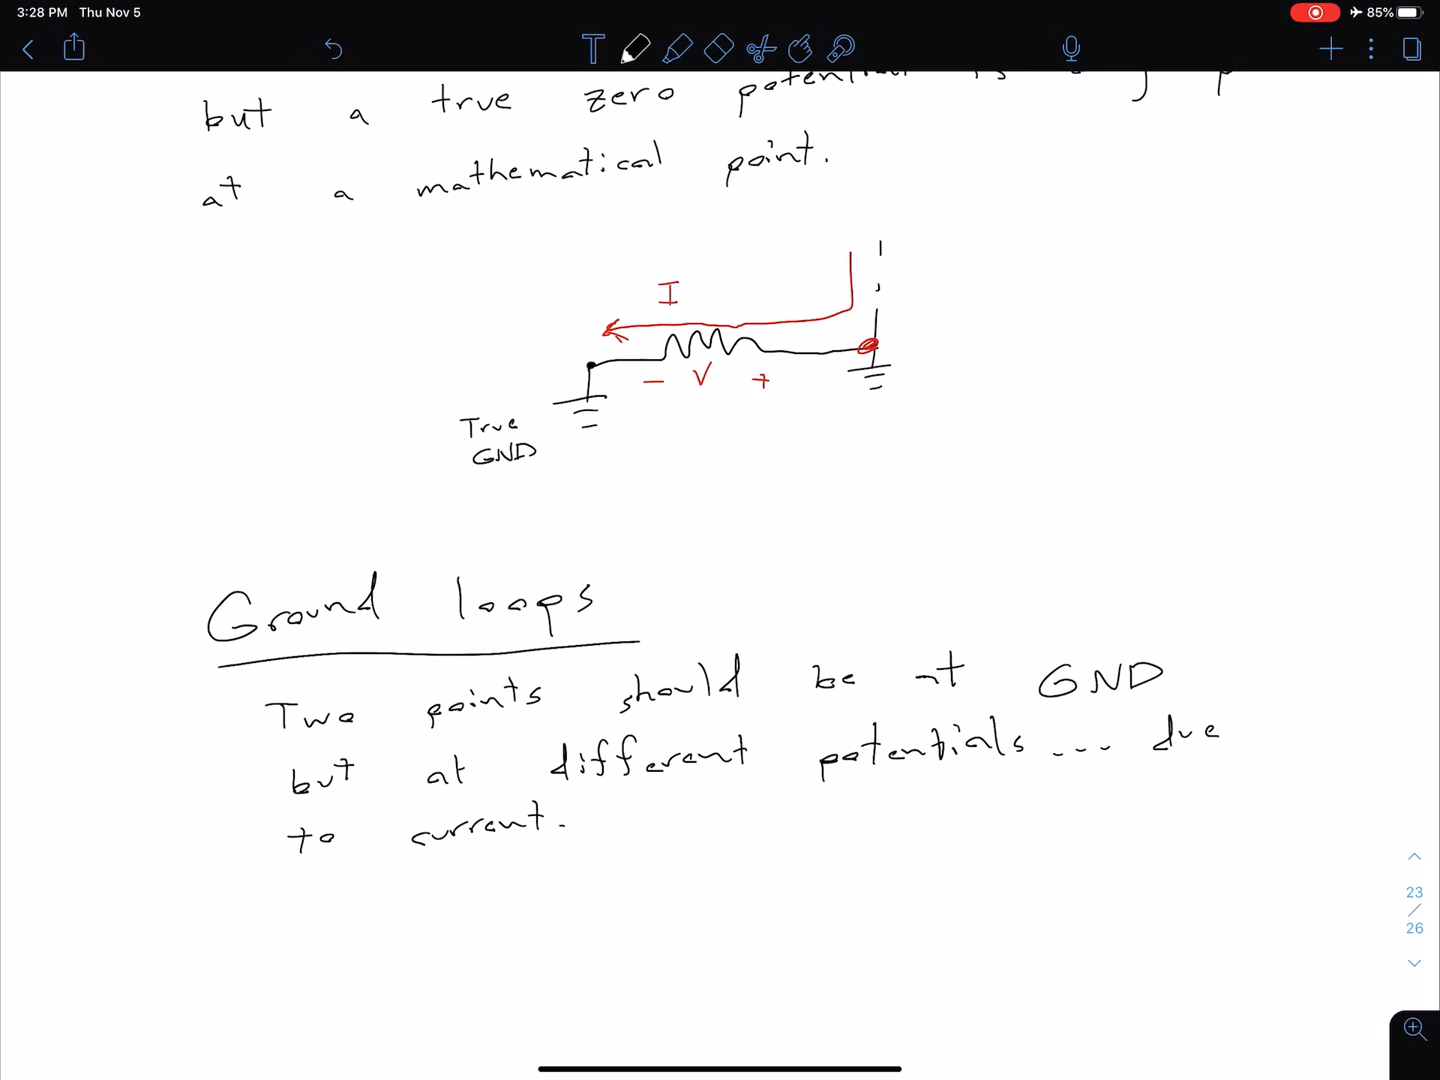 3:28 PM Thu Nov 5
85%
T
but a true zero
at a mathematical point.
I
- V +
True
GND
Ground loops
Two points should be at GND
but at different potentials ... due
to current.
23
/
26